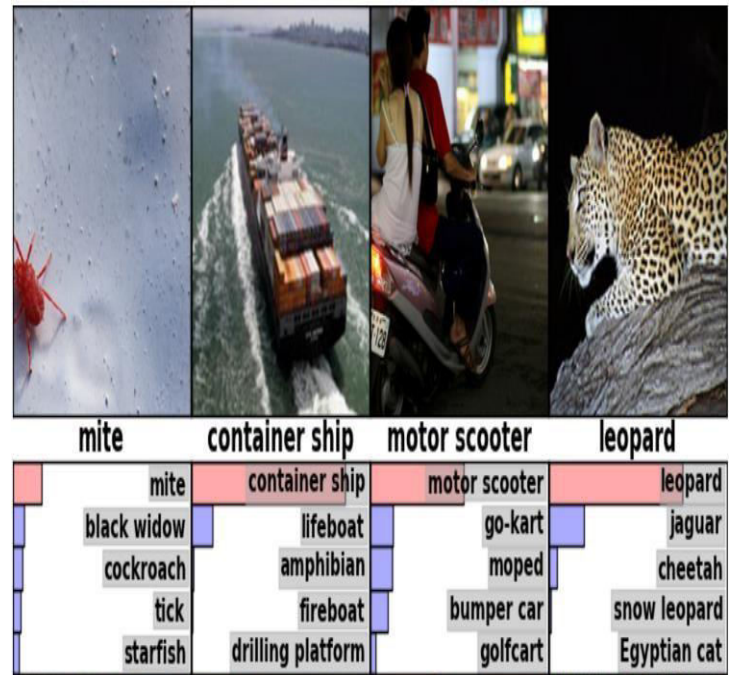 mite
container ship
motor scooter
leopard
mite
black widow
cockroach
tick
starfish
container ship
lifeboat
amphibian
fireboat
drilling platform
motor scooter
go-kart
moped
bumper car
golfcart
leopard
jaguar
cheetah
snow leopard
Egyptian cat